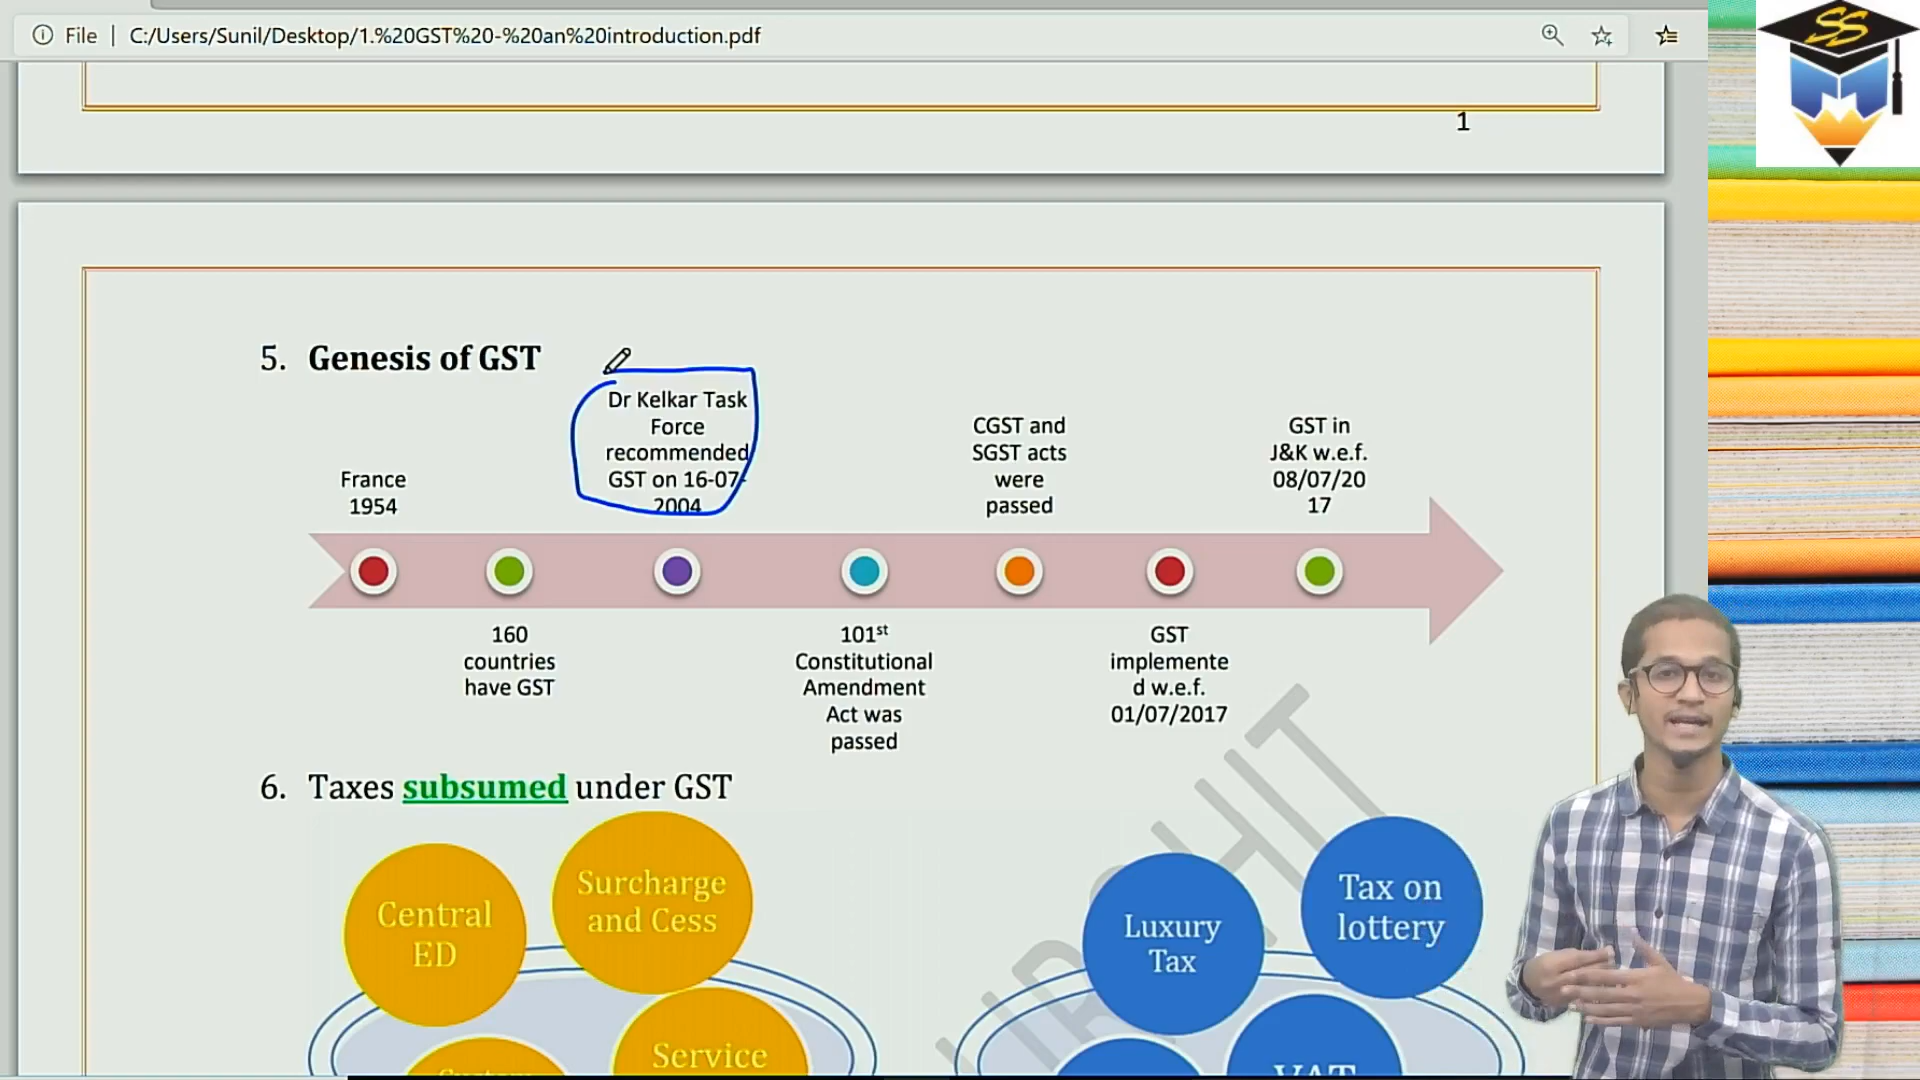 File | C:/Users/Sunil/Desktop/1.%20GST%20-%20an%20introduction.pdf
SS
1
5. Genesis of GST
Dr Kelkar Task
Force
recommended
GST on 16-07-
2004
CGST and
SGST acts
were
passed
GST in
J&K w.e.f.
08/07/20
17
France
1954
160
countries
have GST
101st
Constitutional
Amendment
Act was
passed
GST
implemente
d w.e.f.
01/07/2017
6. Taxes subsumed under GST
Central
ED
Surcharge
and Cess
Service
Luxury
Tax
Tax on
lottery
VAT